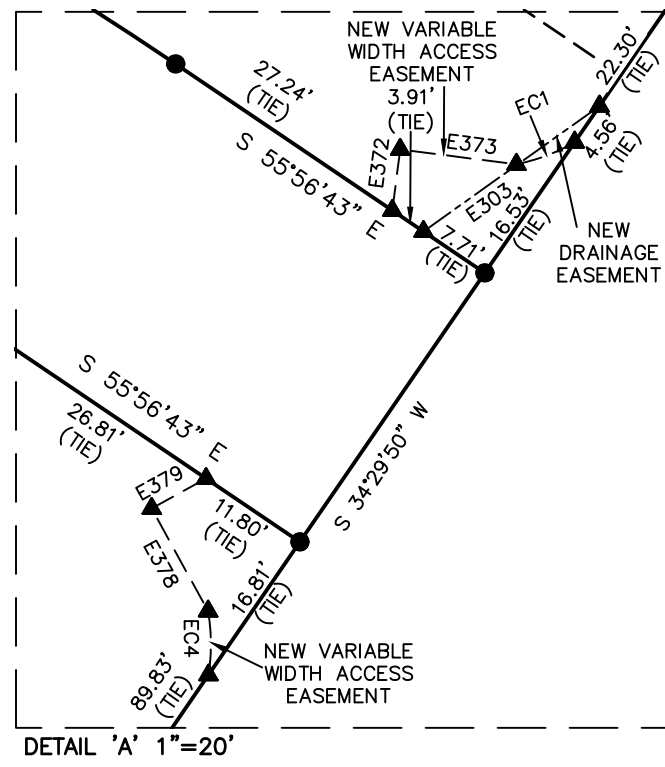 NEW VARIABLE
WIDTH ACCESS
EASEMENT
22.30'
(TIE)
27.24'
(TIE)
3.91'
(TIE)
EC1
E373
4.56'
(TIE)
E372
S 55°56'43" E
E303
16.53'
(TIE)
7.71'
(TIE)
NEW
DRAINAGE
EASEMENT
S 55°56'43" E
26.81'
(TIE)
S 34°29'50" W
E379
11.80'
(TIE)
E378
16.81'
(TIE)
EC4
NEW VARIABLE
WIDTH ACCESS
EASEMENT
89.83'
(TIE)
DETAIL 'A' 1"=20'